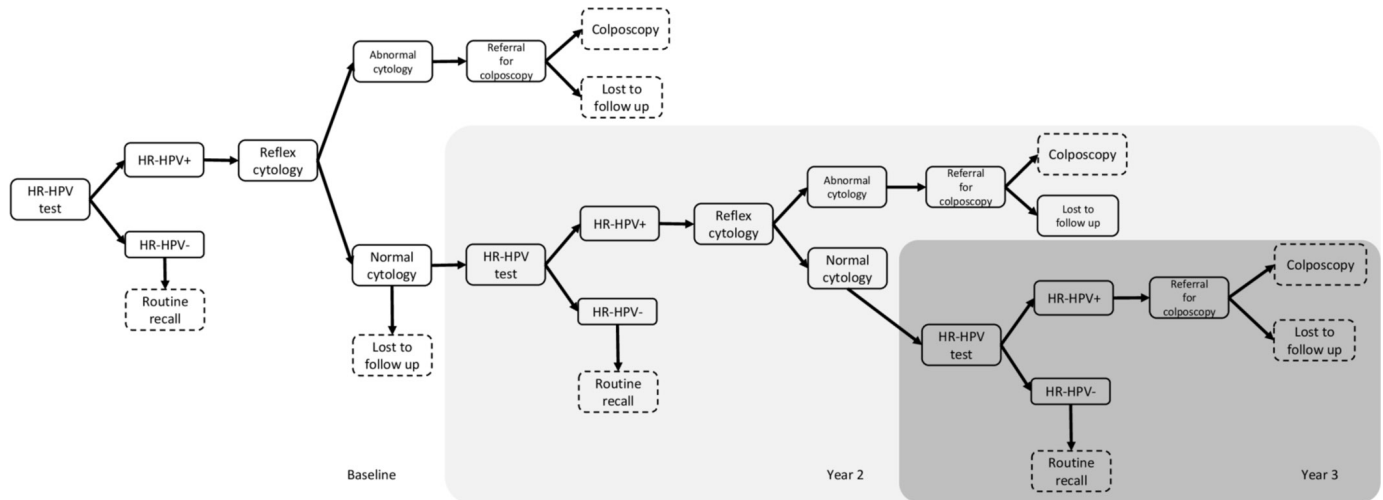 HR-HPV
test
HR-HPV+
HR-HPV-
Routine
recall
Reflex
cytology
Abnormal
cytology
Referral
for
colposcopy
Colposcopy
Lost to
follow up
Normal
cytology
Lost to
follow up
Baseline
HR-HPV
test
HR-HPV+
HR-HPV-
Routine
recall
Reflex
cytology
Abnormal
cytology
Referral
for
colposcopy
Colposcopy
Lost to
follow up
Normal
cytology
Year 2
HR-HPV
test
HR-HPV+
HR-HPV-
Routine
recall
Referral
for
colposcopy
Colposcopy
Lost to
follow up
Year 3